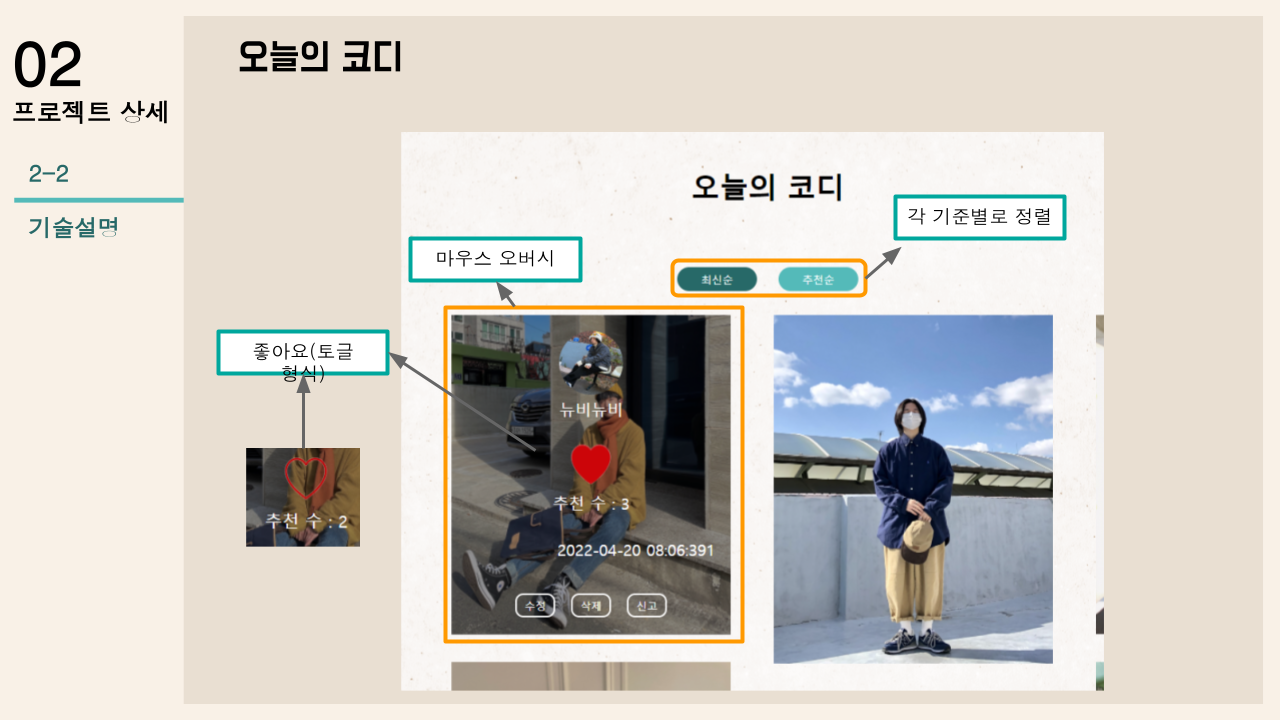 02
프로젝트 상세
2-2
기술설명
오늘의 코디
오늘의 코디
각 기준별로 정렬
마우스 오버시
최신순
추천순
좋아요(토글
형식)
뉴비뉴비
추천 수 : 3
추천 수 : 2
2022-04-20 08:06:391
수정
삭제
신고